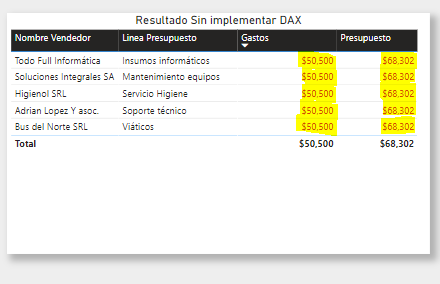 Resultado Sin implementar DAX
Nombre Vendedor Linea Presupuesto Gastos Presupuesto
Todo Full Informática Insumos informáticos $50,500 $68,302
Soluciones Integrales SA Mantenimiento equipos $50,500 $68,302
Higienol SRL Servicio Higiene $50,500 $68,302
Adrian Lopez Y asoc. Soporte técnico $50,500 $68,302
Bus del Norte SRL Viáticos $50,500 $68,302
Total $50,500 $68,302